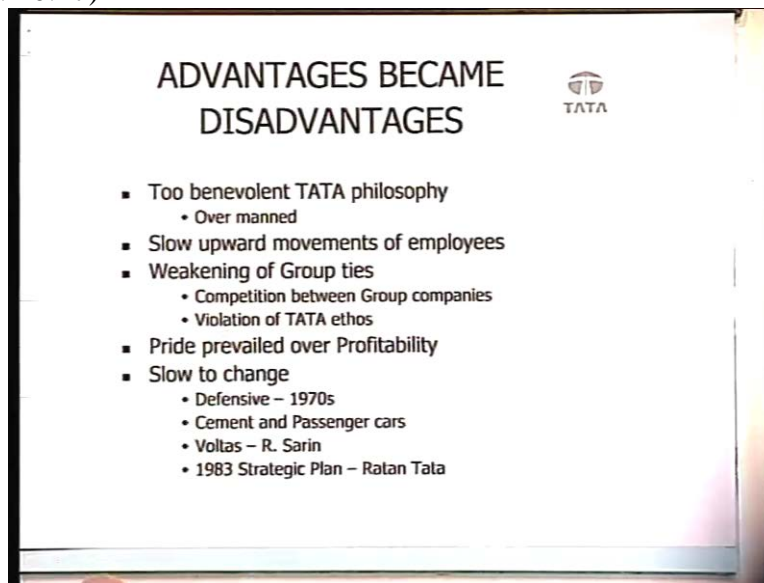 ADVANTAGES BECAME
DISADVANTAGES
TATA
▪ Too benevolent TATA philosophy
• Over manned
▪ Slow upward movements of employees
▪ Weakening of Group ties
• Competition between Group companies
• Violation of TATA ethos
▪ Pride prevailed over Profitability
▪ Slow to change
• Defensive – 1970s
• Cement and Passenger cars
• Voltas – R. Sarin
• 1983 Strategic Plan – Ratan Tata